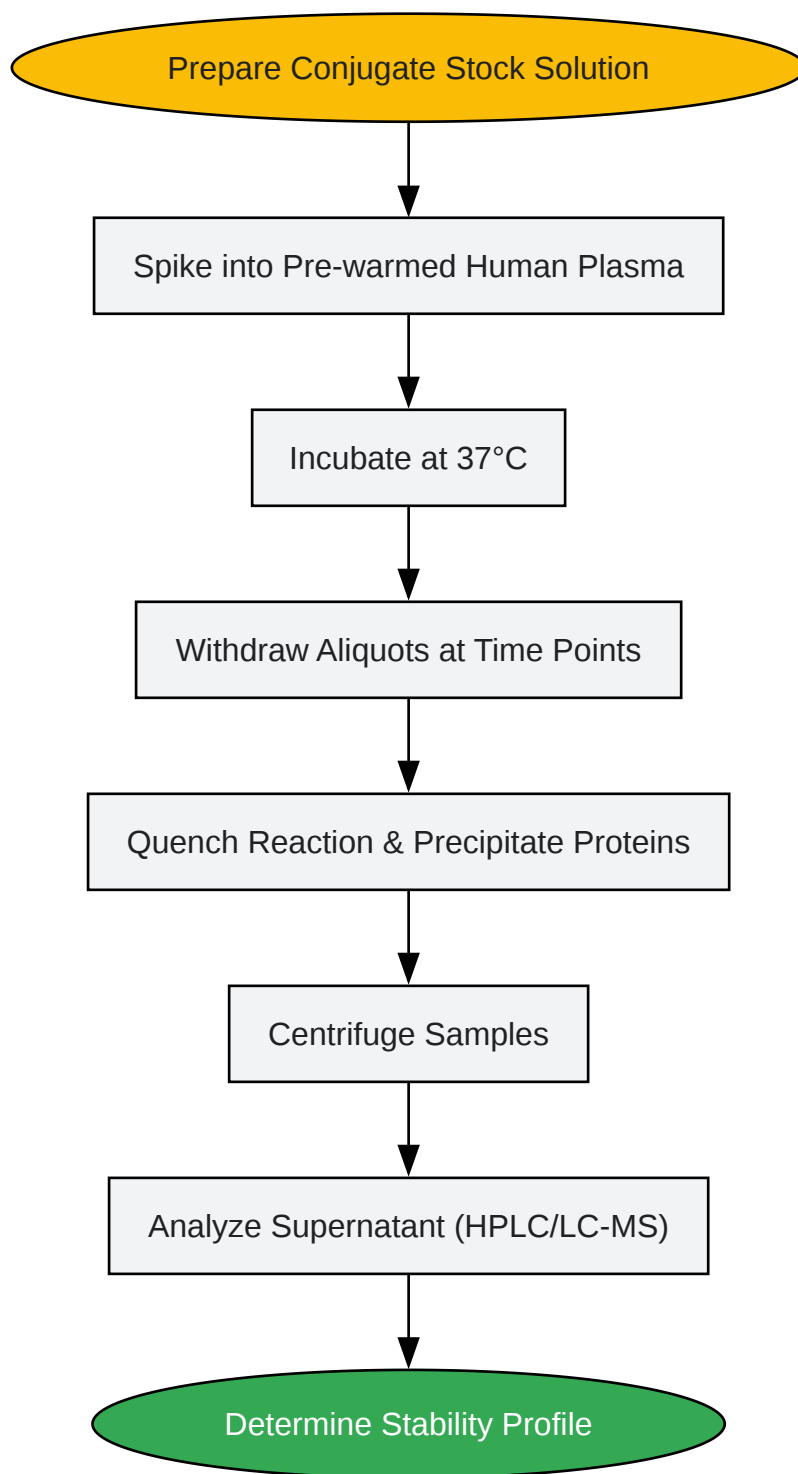 Prepare Conjugate Stock Solution
Spike into Pre-warmed Human Plasma
Incubate at 37°C
Withdraw Aliquots at Time Points
Quench Reaction & Precipitate Proteins
Centrifuge Samples
Analyze Supernatant (HPLC/LC-MS)
Determine Stability Profile